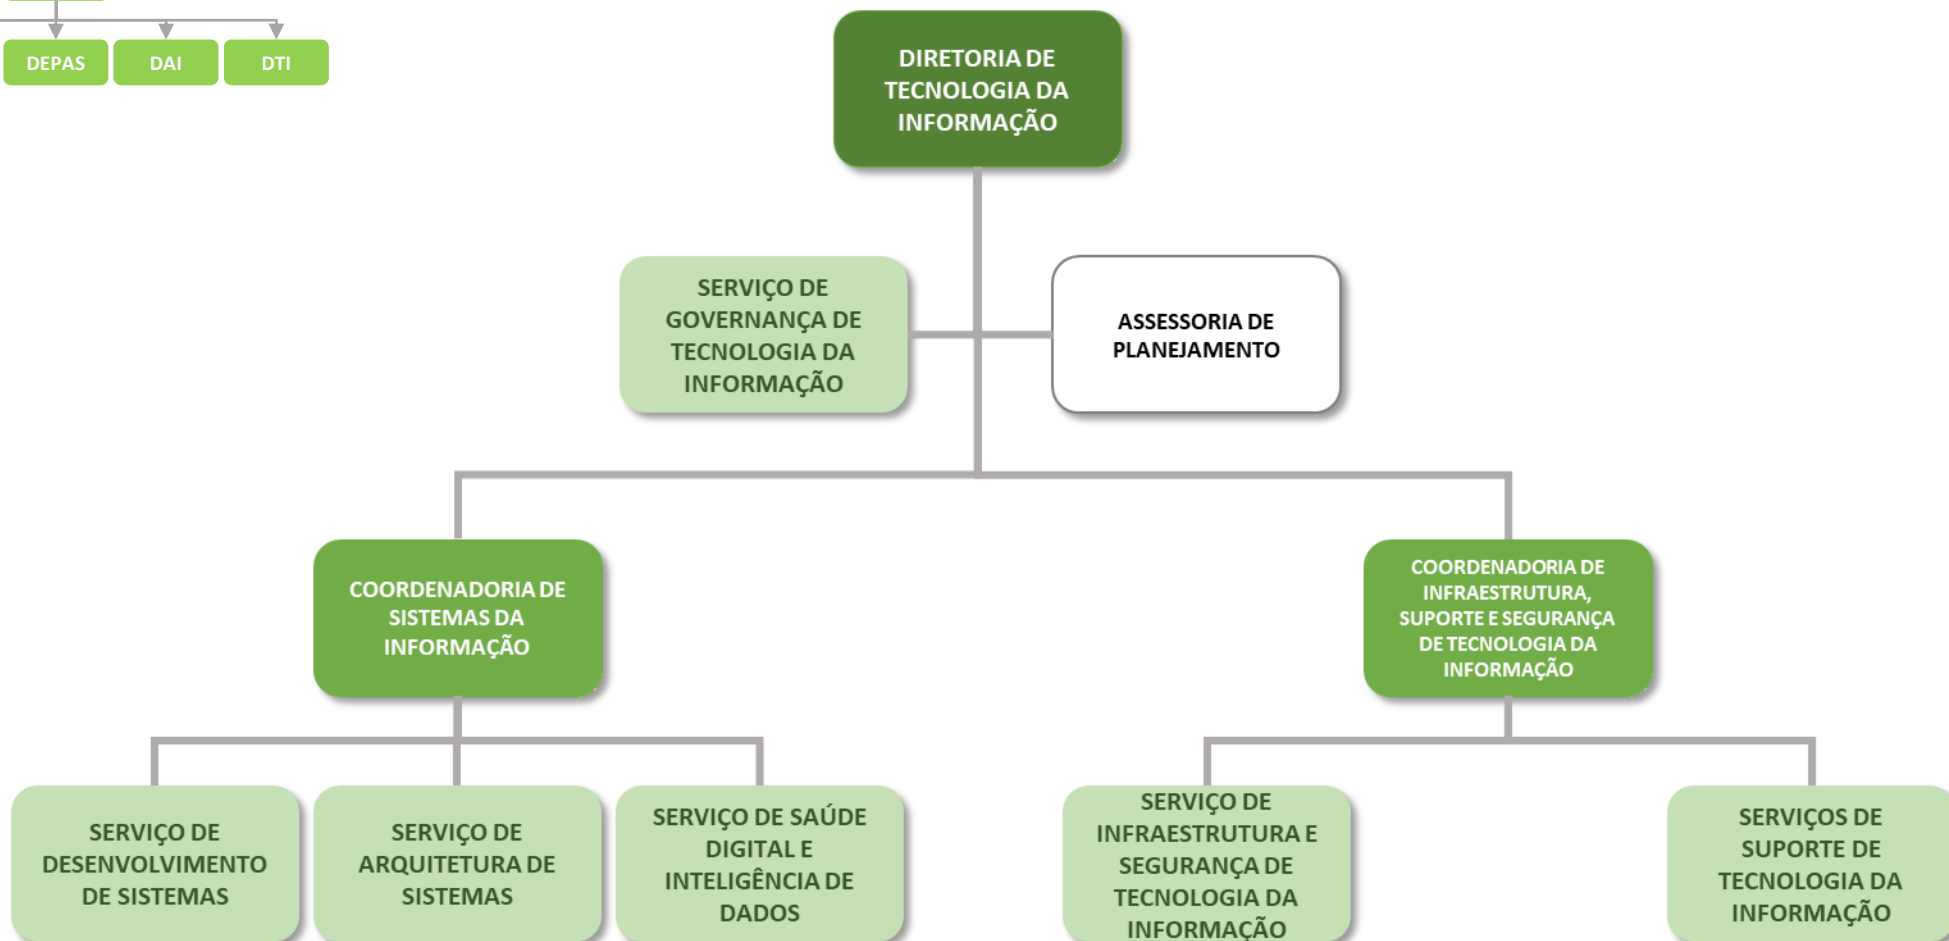 DEPAS
DAI
DTI
DIRETORIA DE
TECNOLOGIA DA
INFORMAÇÃO
SERVIÇO DE
GOVERNANÇA DE
TECNOLOGIA DA
INFORMAÇÃO
ASSESSORIA DE
PLANEJAMENTO
COORDENADORIA DE
SISTEMAS DA
INFORMAÇÃO
COORDENADORIA DE
INFRAESTRUTURA,
SUPORTE E SEGURANÇA
DE TECNOLOGIA DA
INFORMAÇÃO
SERVIÇO DE
DESENVOLVIMENTO
DE SISTEMAS
SERVIÇO DE
ARQUITETURA DE
SISTEMAS
SERVIÇO DE SAÚDE
DIGITAL E
INTELIGÊNCIA DE
DADOS
SERVIÇO DE
INFRAESTRUTURA E
SEGURANÇA DE
TECNOLOGIA DA
INFORMAÇÃO
SERVIÇOS DE
SUPORTE DE
TECNOLOGIA DA
INFORMAÇÃO